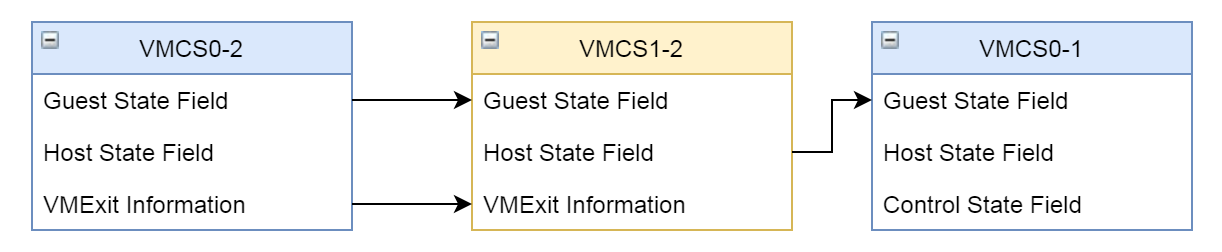 VMCS0-2
Guest State Field
Host State Field
VMExit Information
VMCS1-2
Guest State Field
Host State Field
VMExit Information
VMCS0-1
Guest State Field
Host State Field
Control State Field